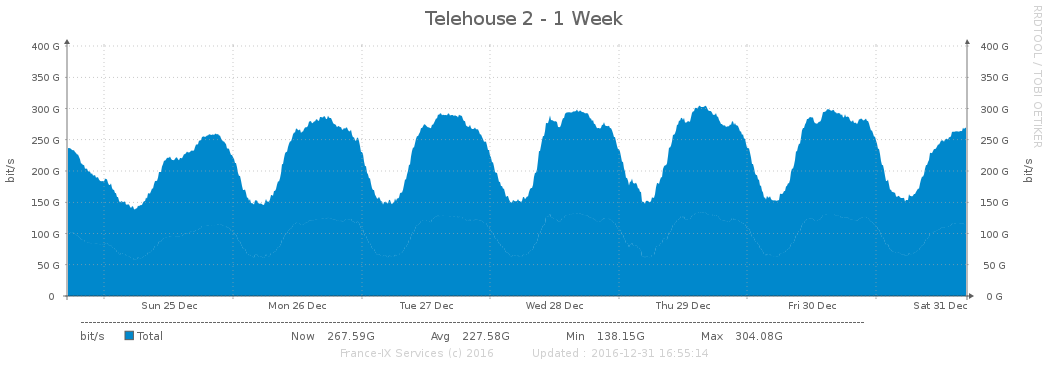 Telehouse 2 - 1 Week
RRDTOOL / TOBI OETIKER
400 G 400 G
350 G 350 G
300 G 300 G
250 G 250 G
200 G 200 G
150 G 150 G
100 G 100 G
50 G 50 G
0 0 G
bit/s
bit/s
Sun 25 Dec Mon 26 Dec Tue 27 Dec Wed 28 Dec Thu 29 Dec Fri 30 Dec Sat 31 Dec
bit/s Total Now 267.59G Avg 227.58G Min 138.15G Max 304.08G
France-IX Services (c) 2016 Updated : 2016-12-31 16:55:14